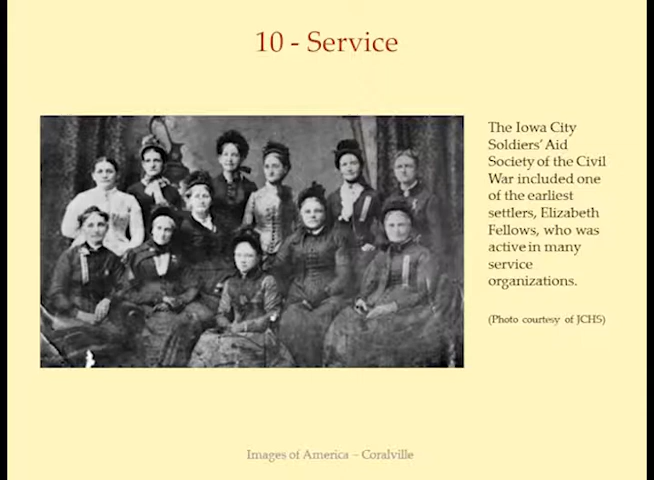 10 - Service
The Iowa City
Soldiers' Aid
Society of the Civil
War included one
of the earliest
settlers, Elizabeth
Fellows, who was
active in many
service
organizations.
(Photo courtesy of JCHS)
Images of America – Coralville